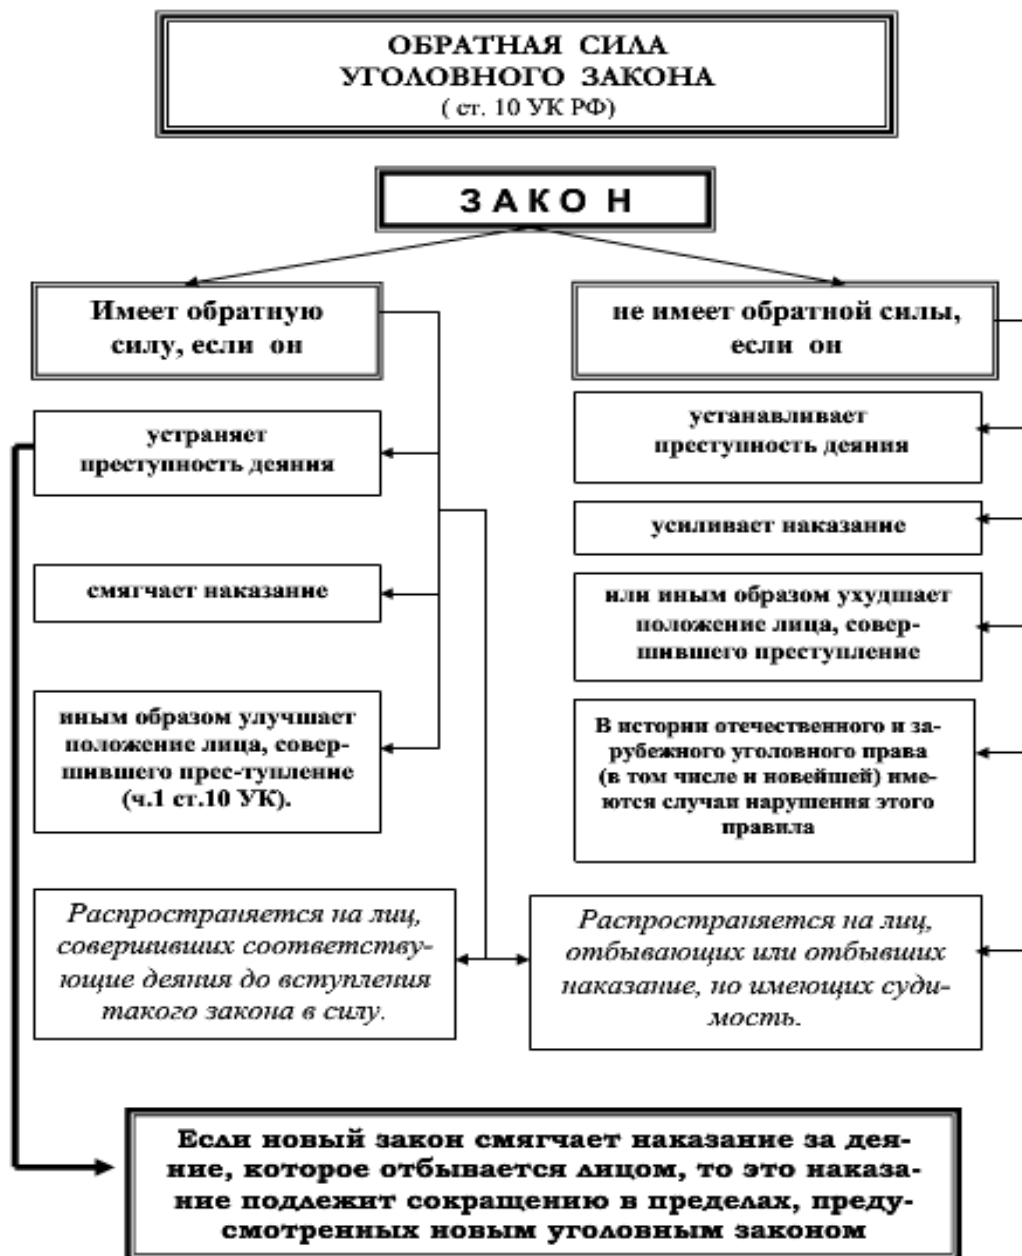 ОБРАТНАЯ СИЛА
УГОЛОВНОГО ЗАКОНА
( ст. 10 УК РФ)
З А К О Н
Имеет обратную
силу, если он
не имеет обратной силы,
если он
устраняет
преступность деяния
смягчает наказание
иным образом улучшает
положение лица, совер-
шившего прес-тупление
(ч.1 ст.10 УК).
устанавливает
преступность деяния
усиливает наказание
или иным образом ухудшает
положение лица, совер-
шившего преступление
В истории отечественного и за-
рубежного уголовного права
(в том числе и новейшей) име-
ются случаи нарушения этого
правила
Распространяется на лиц,
совершивших соответству-
ющие деяния до вступления
такого закона в силу.
Распространяется на лиц,
отбывающих или отбывших
наказание, но имеющих суди-
мость.
Если новый закон смягчает наказание за дея-
ние, которое отбывается лицом, то это наказа-
ние подлежит сокращению в пределах, преду-
смотренных новым уголовным законом